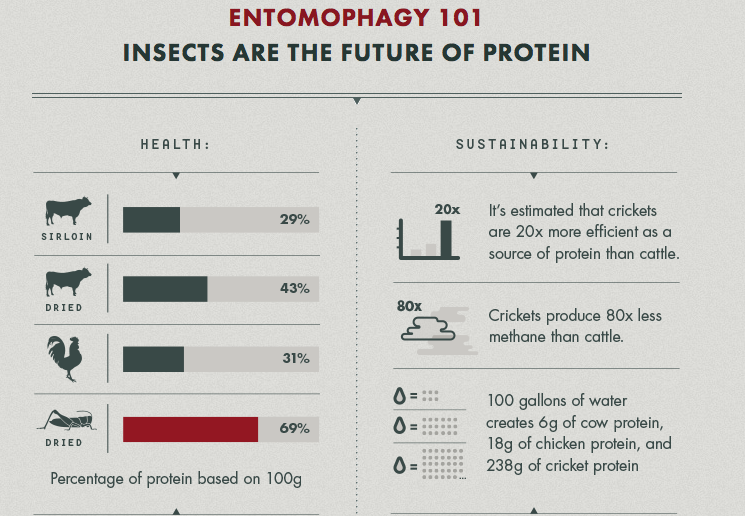 ENTOMOPHAGY 101
INSECTS ARE THE FUTURE OF PROTEIN
HEALTH:
SIRLOIN
29%
DRIED
43%
31%
DRIED
69%
Percentage of protein based on 100g
SUSTAINABILITY:
20x
It's estimated that crickets
are 20x more efficient as a
source of protein than cattle.
80x
Crickets produce 80x less
methane than cattle.
=
=
=
...
100 gallons of water
creates 6g of cow protein,
18g of chicken protein, and
238g of cricket protein